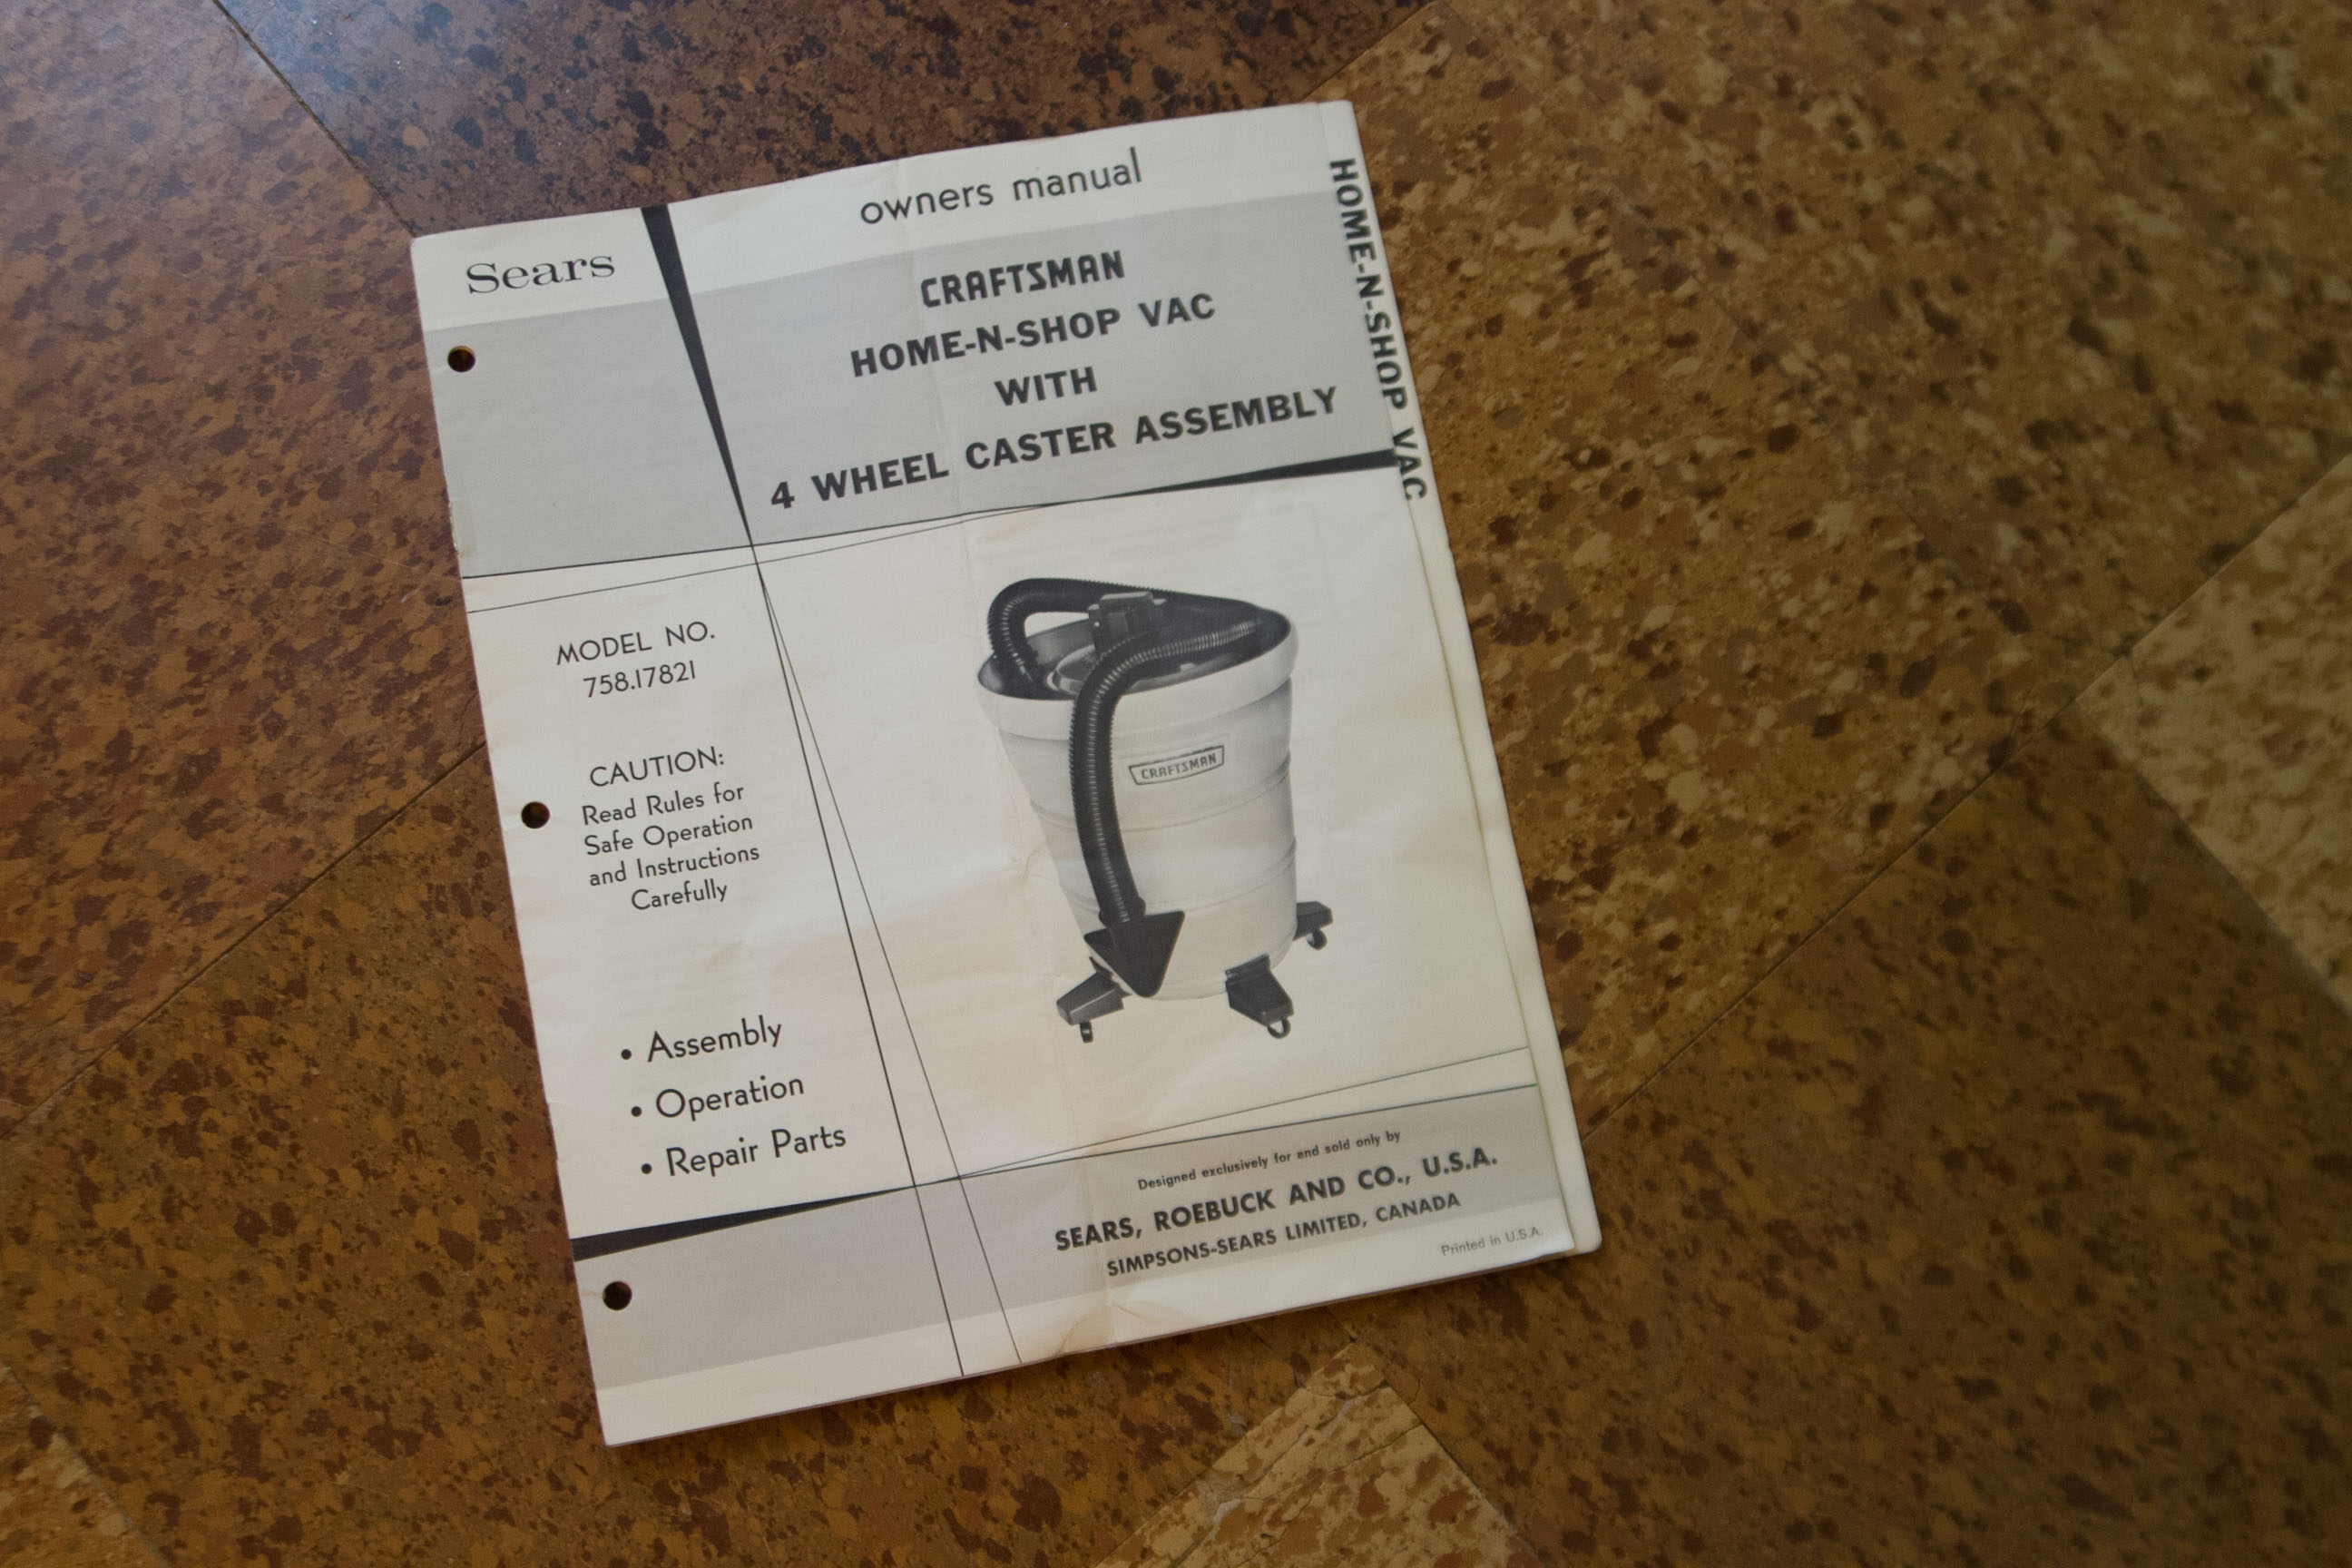 Sears
owners manual
CRAFTSMAN
HOME-N-SHOP VAC
WITH
4 WHEEL CASTER ASSEMBLY
HOME-N-SHOP VAC
MODEL NO.
758.17821
CAUTION:
Read Rules for
Safe Operation
and Instructions
Carefully
CRAFTSMAN
• Assembly
• Operation
• Repair Parts
Designed exclusively for and sold only by
SEARS, ROEBUCK AND CO., U.S.A.
SIMPSONS-SEARS LIMITED, CANADA
Printed in U.S.A.